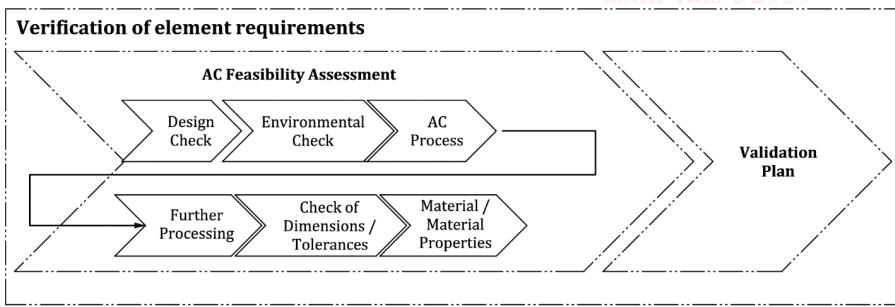 Verification of element requirements
AC Feasibility Assessment
Design
Check
Environmental
Check
AC
Process
Further
Processing
Check of
Dimensions /
Tolerances
Material /
Material
Properties
Validation
Plan